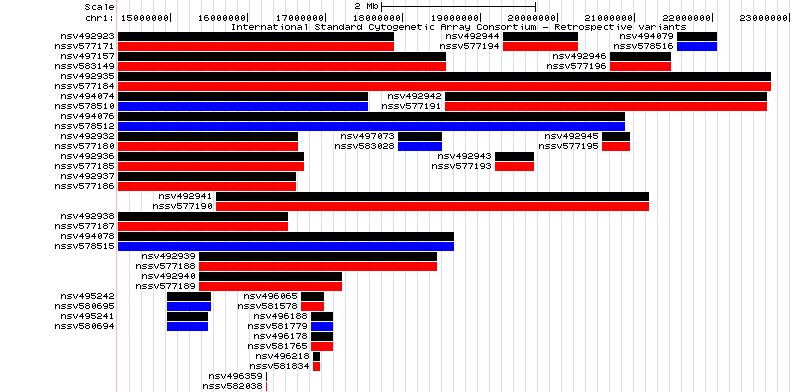 Scale 2 Mb
chr1: 15000000 16000000 17000000 18000000 19000000 20000000 21000000 22000000 23000000
International Standard Cytogenetic Array Consortium - Retrospective Variants
nsv492923 nsv492944 nsv494079
nssv577171 nssv577194 nssv578516
nsv497157 nsv492946
nssv583149 nssv577196
nsv492935
nssv577184
nsv494074 nsv492942
nssv578510 nssv577191
nsv494076
nssv578512
nsv492932 nsv497073 nsv492945
nssv577180 nssv583028 nssv577195
nsv492936 nsv492943
nssv577185 nssv577193
nsv492937
nssv577186
nsv492941
nssv577190
nsv492938
nssv577187
nsv494078
nssv578515
nsv492939
nssv577188
nsv492940
nssv577189
nsv495242 nsv496065
nssv580695 nssv581578
nsv495241 nsv496188
nssv580694 nssv581779
nsv496178
nssv581765
nsv496218
nssv581834
nsv496359
nssv582038